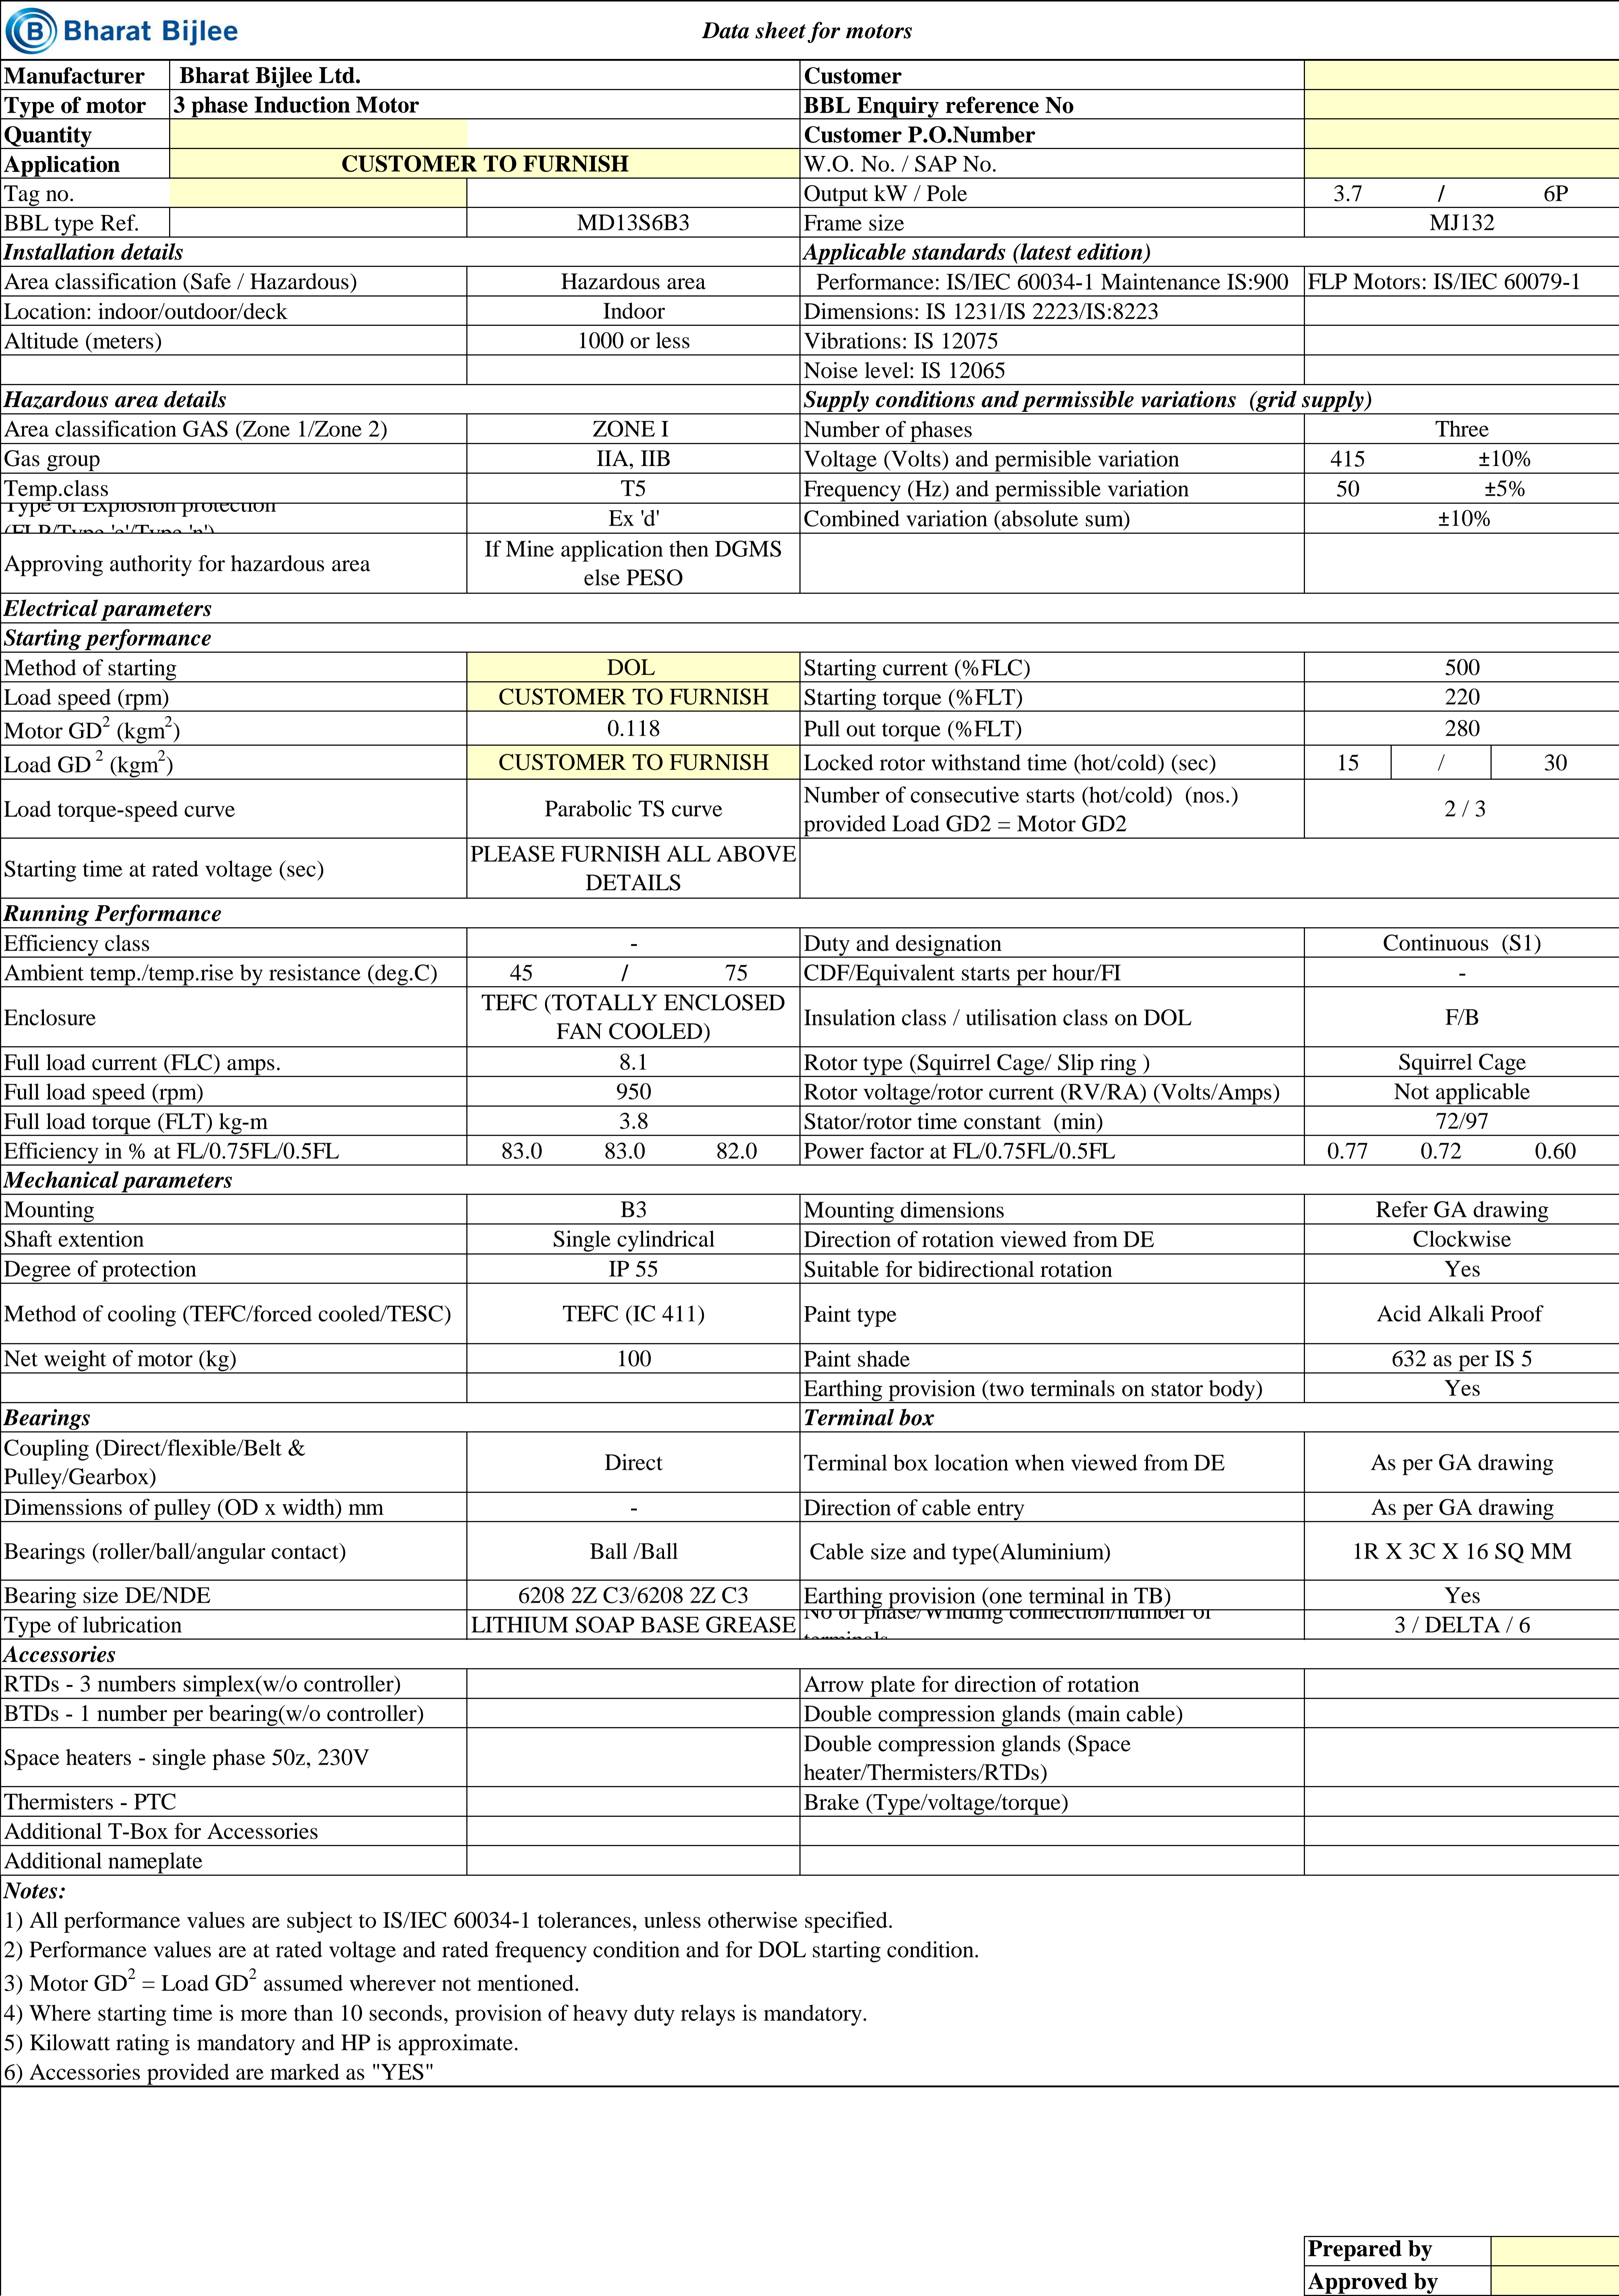 Bharat Bijlee
Data sheet for motors
Manufacturer Bharat Bijlee Ltd. Customer
Type of motor 3 phase Induction Motor BBL Enquiry reference No
Quantity Customer P.O.Number
Application CUSTOMER TO FURNISH W.O. No. / SAP No.
Tag no. Output kW / Pole 3.7 / 6P
BBL type Ref. MD13S6B3 Frame size MJ132
Installation details Applicable standards (latest edition)
Area classification (Safe / Hazardous) Hazardous area Performance: IS/IEC 60034-1 Maintenance IS:900 FLP Motors: IS/IEC 60079-1
Location: indoor/outdoor/deck Indoor Dimensions: IS 1231/IS 2223/IS:8223
Altitude (meters) 1000 or less Vibrations: IS 12075
Noise level: IS 12065
Hazardous area details Supply conditions and permissible variations (grid supply)
Area classification GAS (Zone 1/Zone 2) ZONE I Number of phases Three
Gas group IIA, IIB Voltage (Volts) and permisible variation 415 ±10%
Temp.class T5 Frequency (Hz) and permissible variation 50 ±5%
Type of Explosion protection
(FLP/Type 'e'/Type 'n') Ex 'd' Combined variation (absolute sum) ±10%
Approving authority for hazardous area If Mine application then DGMS
else PESO
Electrical parameters
Starting performance
Method of starting DOL Starting current (%FLC) 500
Load speed (rpm) CUSTOMER TO FURNISH Starting torque (%FLT) 220
Motor GD2 (kgm2) 0.118 Pull out torque (%FLT) 280
Load GD 2 (kgm2) CUSTOMER TO FURNISH Locked rotor withstand time (hot/cold) (sec) 15 / 30
Load torque-speed curve Parabolic TS curve Number of consecutive starts (hot/cold) (nos.)
provided Load GD2 = Motor GD2 2 / 3
Starting time at rated voltage (sec) PLEASE FURNISH ALL ABOVE
DETAILS
Running Performance
Efficiency class - Duty and designation Continuous (S1)
Ambient temp./temp.rise by resistance (deg.C) 45 / 75 CDF/Equivalent starts per hour/FI -
Enclosure TEFC (TOTALLY ENCLOSED
FAN COOLED) Insulation class / utilisation class on DOL F/B
Full load current (FLC) amps. 8.1 Rotor type (Squirrel Cage/ Slip ring ) Squirrel Cage
Full load speed (rpm) 950 Rotor voltage/rotor current (RV/RA) (Volts/Amps) Not applicable
Full load torque (FLT) kg-m 3.8 Stator/rotor time constant (min) 72/97
Efficiency in % at FL/0.75FL/0.5FL 83.0 83.0 82.0 Power factor at FL/0.75FL/0.5FL 0.77 0.72 0.60
Mechanical parameters
Mounting B3 Mounting dimensions Refer GA drawing
Shaft extention Single cylindrical Direction of rotation viewed from DE Clockwise
Degree of protection IP 55 Suitable for bidirectional rotation Yes
Method of cooling (TEFC/forced cooled/TESC) TEFC (IC 411) Paint type Acid Alkali Proof
Net weight of motor (kg) 100 Paint shade 632 as per IS 5
Earthing provision (two terminals on stator body) Yes
Bearings Terminal box
Coupling (Direct/flexible/Belt &
Pulley/Gearbox) Direct Terminal box location when viewed from DE As per GA drawing
Dimenssions of pulley (OD x width) mm - Direction of cable entry As per GA drawing
Bearings (roller/ball/angular contact) Ball /Ball Cable size and type(Aluminium) 1R X 3C X 16 SQ MM
Bearing size DE/NDE 6208 2Z C3/6208 2Z C3 Earthing provision (one terminal in TB) Yes
Type of lubrication LITHIUM SOAP BASE GREASE No of phase/Winding connection/number of
terminals 3 / DELTA / 6
Accessories
RTDs - 3 numbers simplex(w/o controller) Arrow plate for direction of rotation
BTDs - 1 number per bearing(w/o controller) Double compression glands (main cable)
Space heaters - single phase 50z, 230V Double compression glands (Space
heater/Thermisters/RTDs)
Thermisters - PTC Brake (Type/voltage/torque)
Additional T-Box for Accessories
Additional nameplate
Notes:
1) All performance values are subject to IS/IEC 60034-1 tolerances, unless otherwise specified.
2) Performance values are at rated voltage and rated frequency condition and for DOL starting condition.
3) Motor GD2 = Load GD2 assumed wherever not mentioned.
4) Where starting time is more than 10 seconds, provision of heavy duty relays is mandatory.
5) Kilowatt rating is mandatory and HP is approximate.
6) Accessories provided are marked as "YES"
Prepared by
Approved by